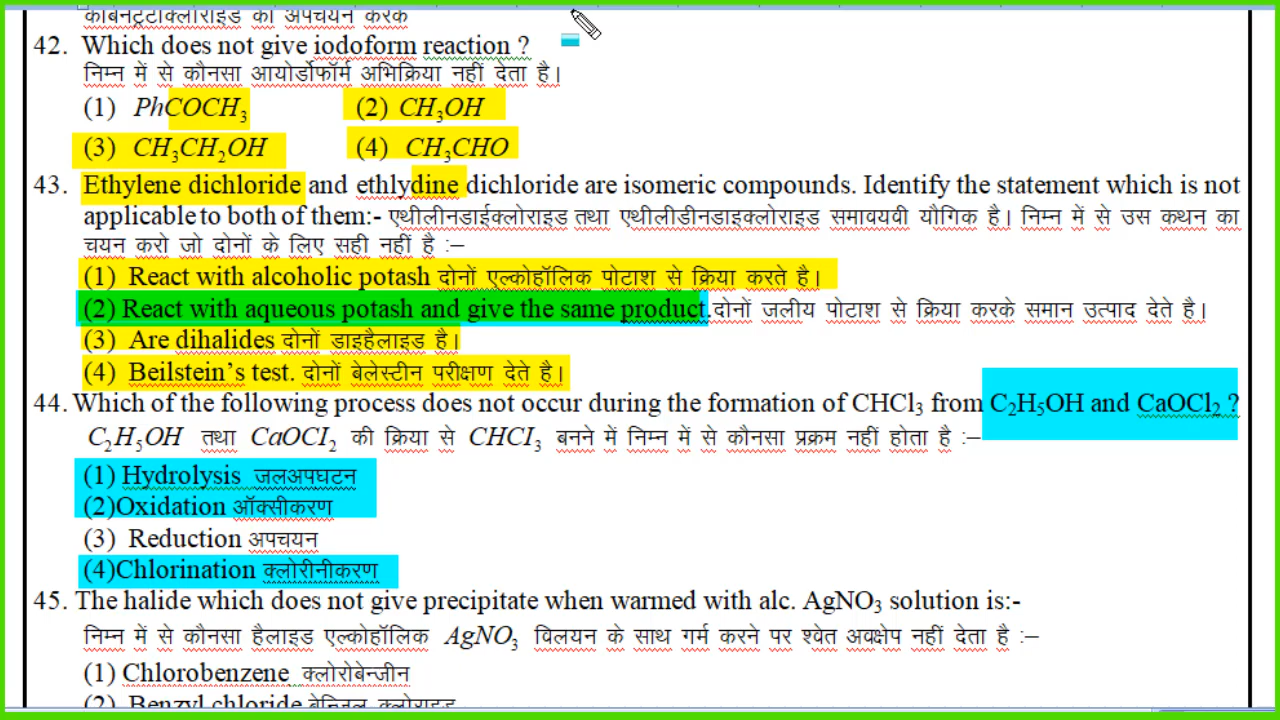 कार्बनटेट्राक्लोराइड का अपचयन करके
42. Which does not give iodoform reaction ?
निम्न में से कौनसा आयोर्डोफॉर्म अभिक्रिया नहीं देता है।
(1) PhCOCH₃ (2) CH₃OH
(3) CH₃CH₂OH (4) CH₃CHO
43. Ethylene dichloride and ethlydine dichloride are isomeric compounds. Identify the statement which is not
applicable to both of them:- एथीलीनडाईक्लोराइड तथा एथीलीडीनडाइक्लोराइड समावयवी यौगिक है। निम्न में से उस कथन का
चयन करो जो दोनों के लिए सही नहीं है :–
(1) React with alcoholic potash दोनों एल्कोहॉलिक पोटाश से क्रिया करते है।
(2) React with aqueous potash and give the same product.दोनों जलीय पोटाश से क्रिया करके समान उत्पाद देते है।
(3) Are dihalides दोनों डाइहैलाइड है।
(4) Beilstein's test. दोनों बेलेस्टीन परीक्षण देते है।
44. Which of the following process does not occur during the formation of CHCl₃ from C₂H₅OH and CaOCl₂ ?
C₂H₅OH तथा CaOCI₂ की क्रिया से CHCI₃ बनने में निम्न में से कौनसा प्रक्रम नहीं होता है :–
(1) Hydrolysis जलअपघटन
(2)Oxidation ऑक्सीकरण
(3) Reduction अपचयन
(4)Chlorination क्लोरीनीकरण
45. The halide which does not give precipitate when warmed with alc. AgNO₃ solution is:-
निम्न में से कौनसा हैलाइड एल्कोहॉलिक AgNO₃ विलयन के साथ गर्म करने पर श्वेत अवक्षेप नहीं देता है :–
(1) Chlorobenzene क्लोरोबेन्जीन
(2) Benzyl chloride बेन्जिल क्लोराइड